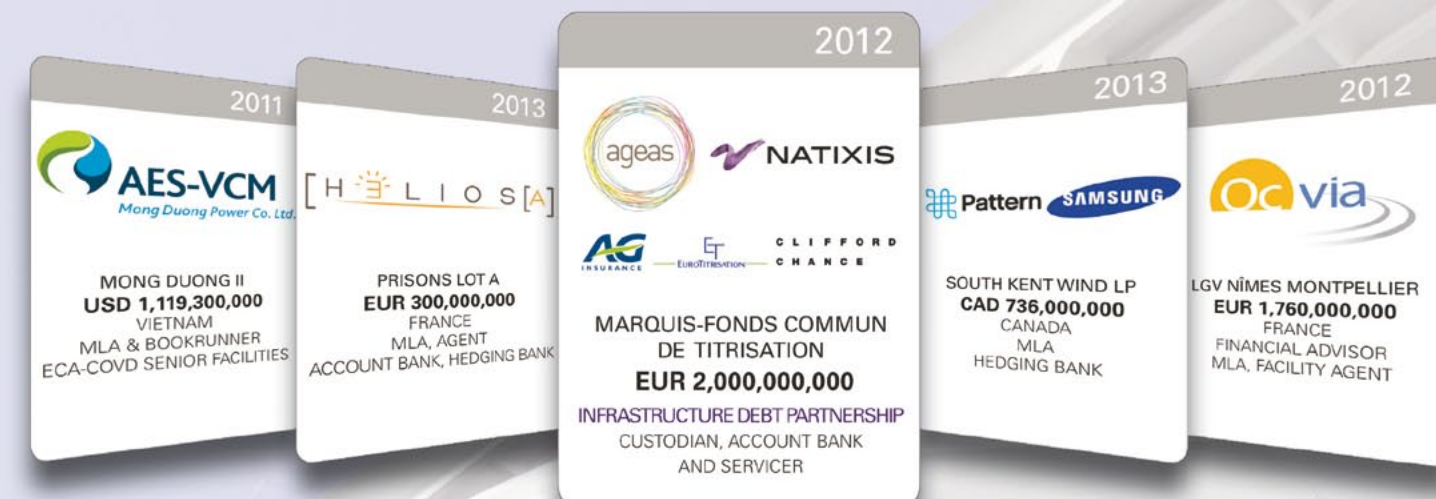 2011
AES-VCM
Mong Duong Power Co. Ltd.
MONG DUONG II
USD 1,119,300,000
VIETNAM
MLA & BOOKRUNNER
ECA-COVD SENIOR FACILITIES
2013
[HELIOS[A]
PRISONS LOT A
EUR 300,000,000
FRANCE
MLA, AGENT
ACCOUNT BANK, HEDGING BANK
2012
ageas
NATIXIS
AG
INSURANCE
ET
EUROTITRISATION
CLIFFORD
CHANCE
MARQUIS-FONDS COMMUN
DE TITRISATION
EUR 2,000,000,000
INFRASTRUCTURE DEBT PARTNERSHIP
CUSTODIAN, ACCOUNT BANK
AND SERVICER
2013
Pattern
SAMSUNG
SOUTH KENT WIND LP
CAD 736,000,000
CANADA
MLA
HEDGING BANK
2012
Oc via
LGV NÎMES MONTPELLIER
EUR 1,760,000,000
FRANCE
FINANCIAL ADVISOR
MLA, FACILITY AGENT